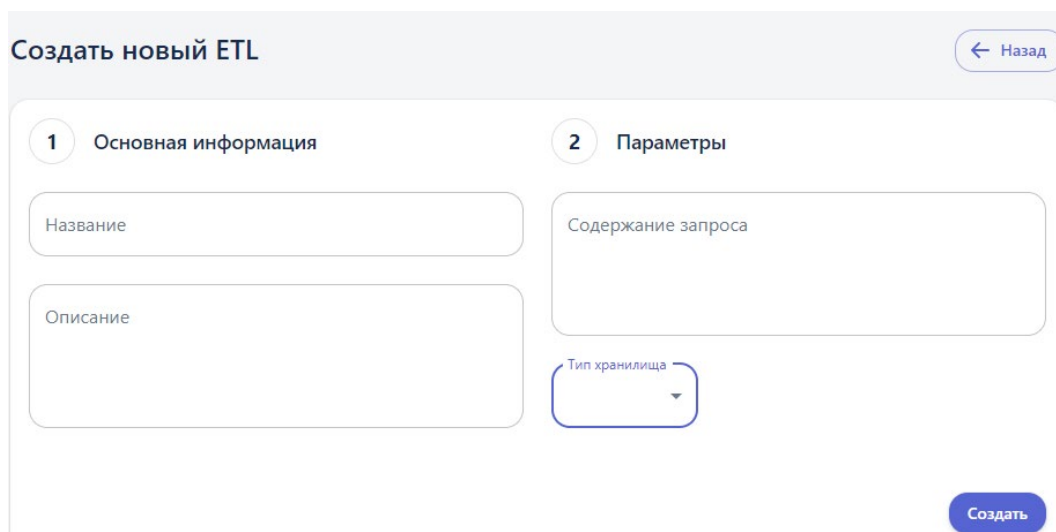 Создать новый ETL
← Назад
1 Основная информация
2 Параметры
Название
Содержание запроса
Описание
Тип хранилища
Создать